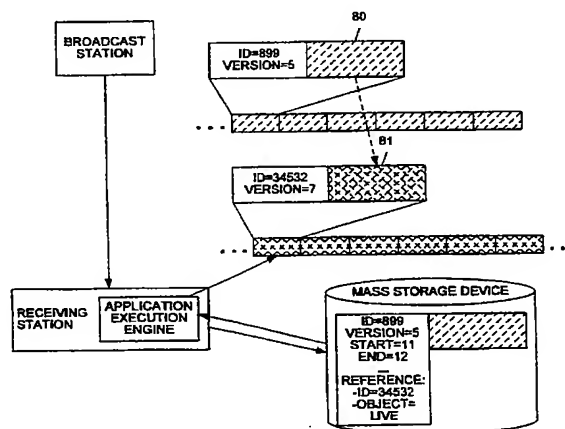 80
BROADCAST
STATION
ID=899
VERSION=5
81
ID=34532
VERSION=7
RECEIVING
STATION
APPLICATION
EXECUTION
ENGINE
MASS STORAGE DEVICE
ID=899
VERSION=5
START=11
END=12
REFERENCE:
-ID=34532
-OBJECT=
LIVE